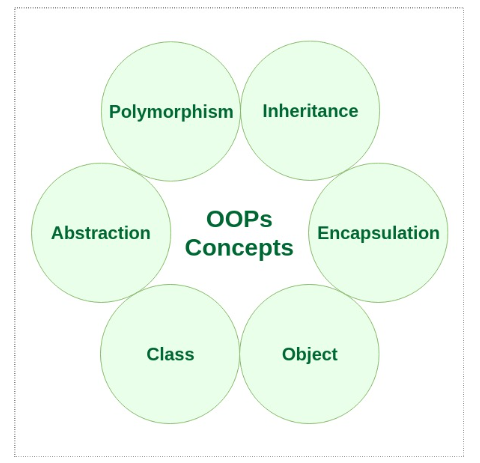 Polymorphism
Inheritance
Abstraction
OOPs
Concepts
Encapsulation
Class
Object